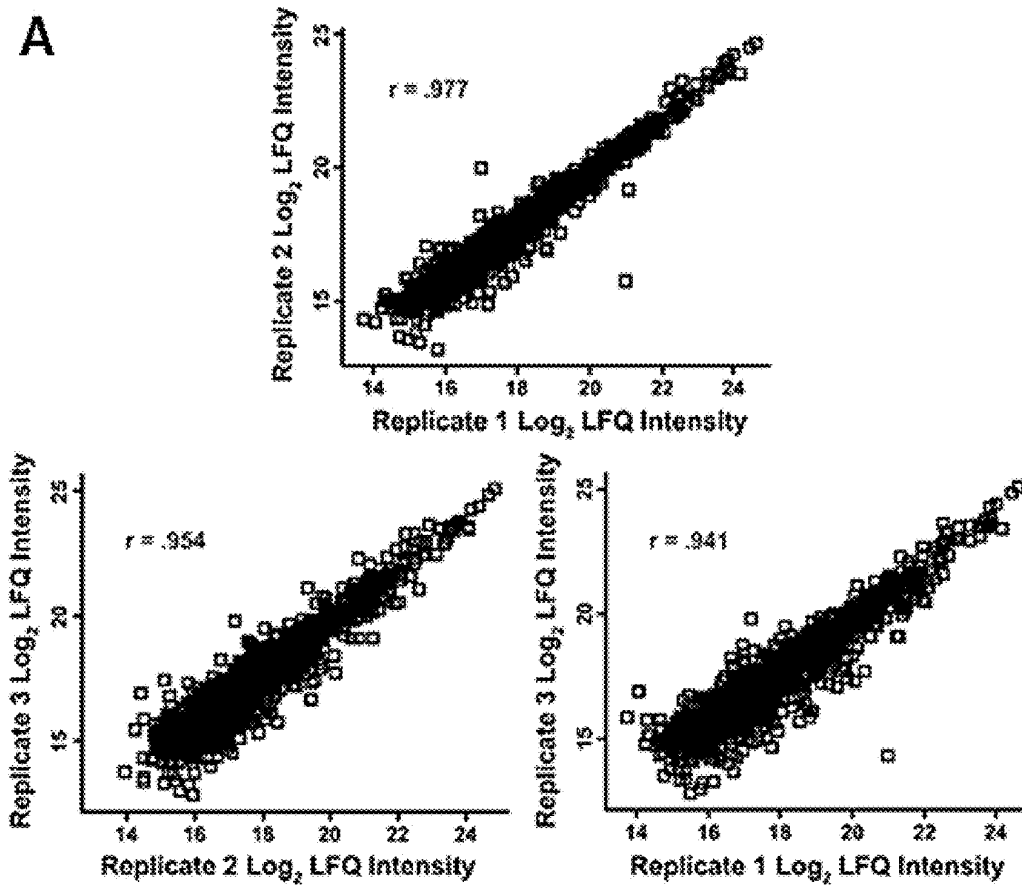 A
r = .977
Replicate 2 Log₂ LFQ Intensity
25
20
15
14 16 18 20 22 24
Replicate 1 Log₂ LFQ Intensity
r = .954
Replicate 3 Log₂ LFQ Intensity
25
20
15
14 16 18 20 22 24
Replicate 2 Log₂ LFQ Intensity
r = .941
Replicate 3 Log₂ LFQ Intensity
25
20
15
14 16 18 20 22 24
Replicate 1 Log₂ LFQ Intensity